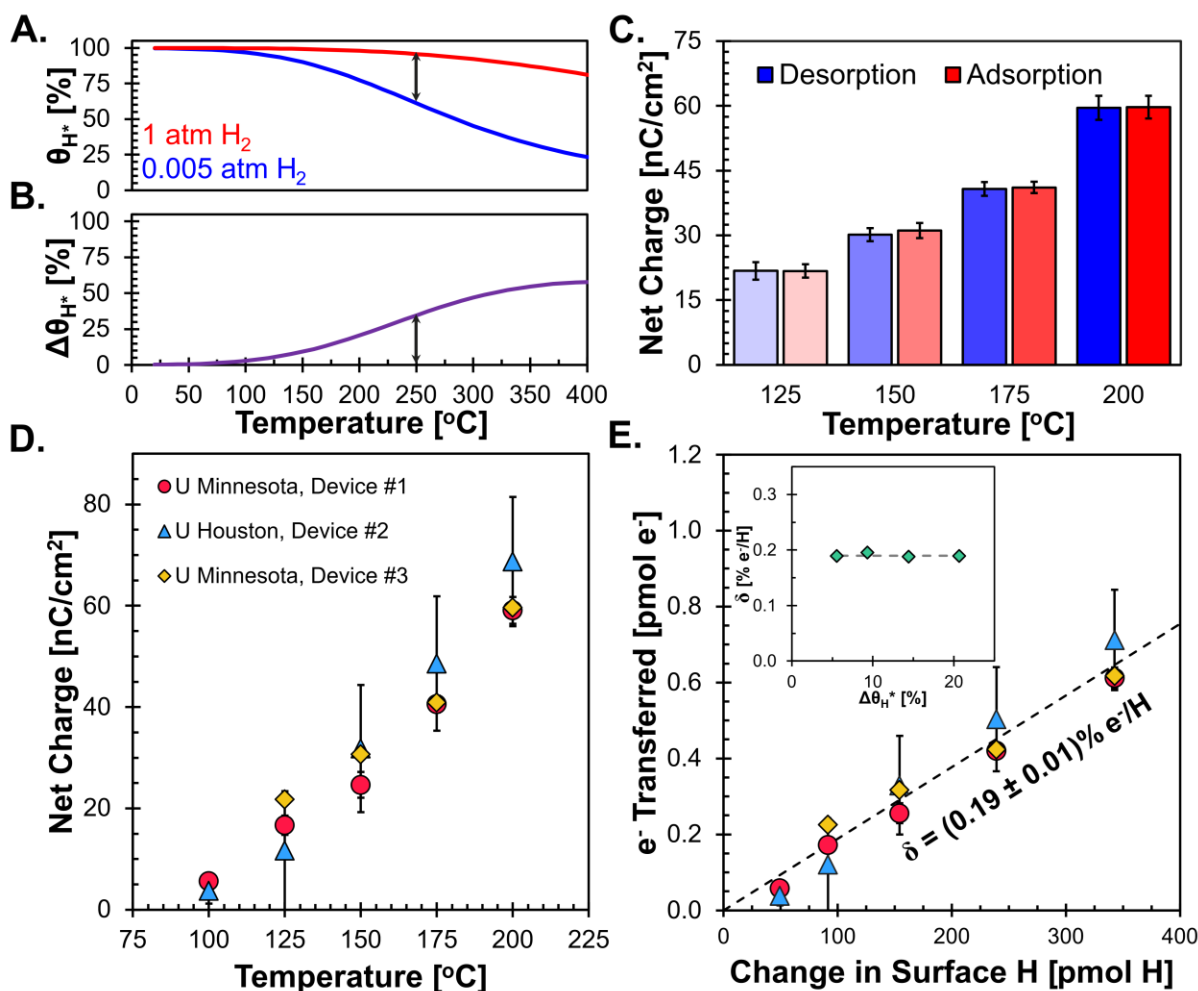 A.
100
75
50
25
0
θH* [%]
1 atm H2
0.005 atm H2
B.
100
75
50
25
0
ΔθH* [%]
0 50 100 150 200 250 300 350 400
Temperature [oC]
C.
75
60
45
30
15
0
Net Charge [nC/cm2]
Desorption
Adsorption
125 150 175 200
Temperature [oC]
D.
80
60
40
20
0
Net Charge [nC/cm2]
U Minnesota, Device #1
U Houston, Device #2
U Minnesota, Device #3
75 100 125 150 175 200 225
Temperature [oC]
E.
1.2
1.0
0.8
0.6
0.4
0.2
0.0
e- Transferred [pmol e-]
0.3
0.2
0.1
0.0
δ [% e-/H]
0 10 20
ΔθH* [%]
δ = (0.19 ± 0.01)% e-/H
0 100 200 300 400
Change in Surface H [pmol H]